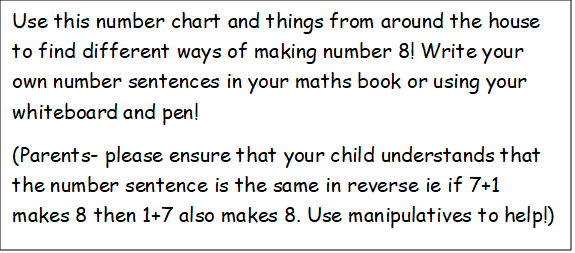 Use this number chart and things from around the house
to find different ways of making number 8! Write your
own number sentences in your maths book or using your
whiteboard and pen!
(Parents- please ensure that your child understands that
the number sentence is the same in reverse ie if 7+1
makes 8 then 1+7 also makes 8. Use manipulatives to help!)